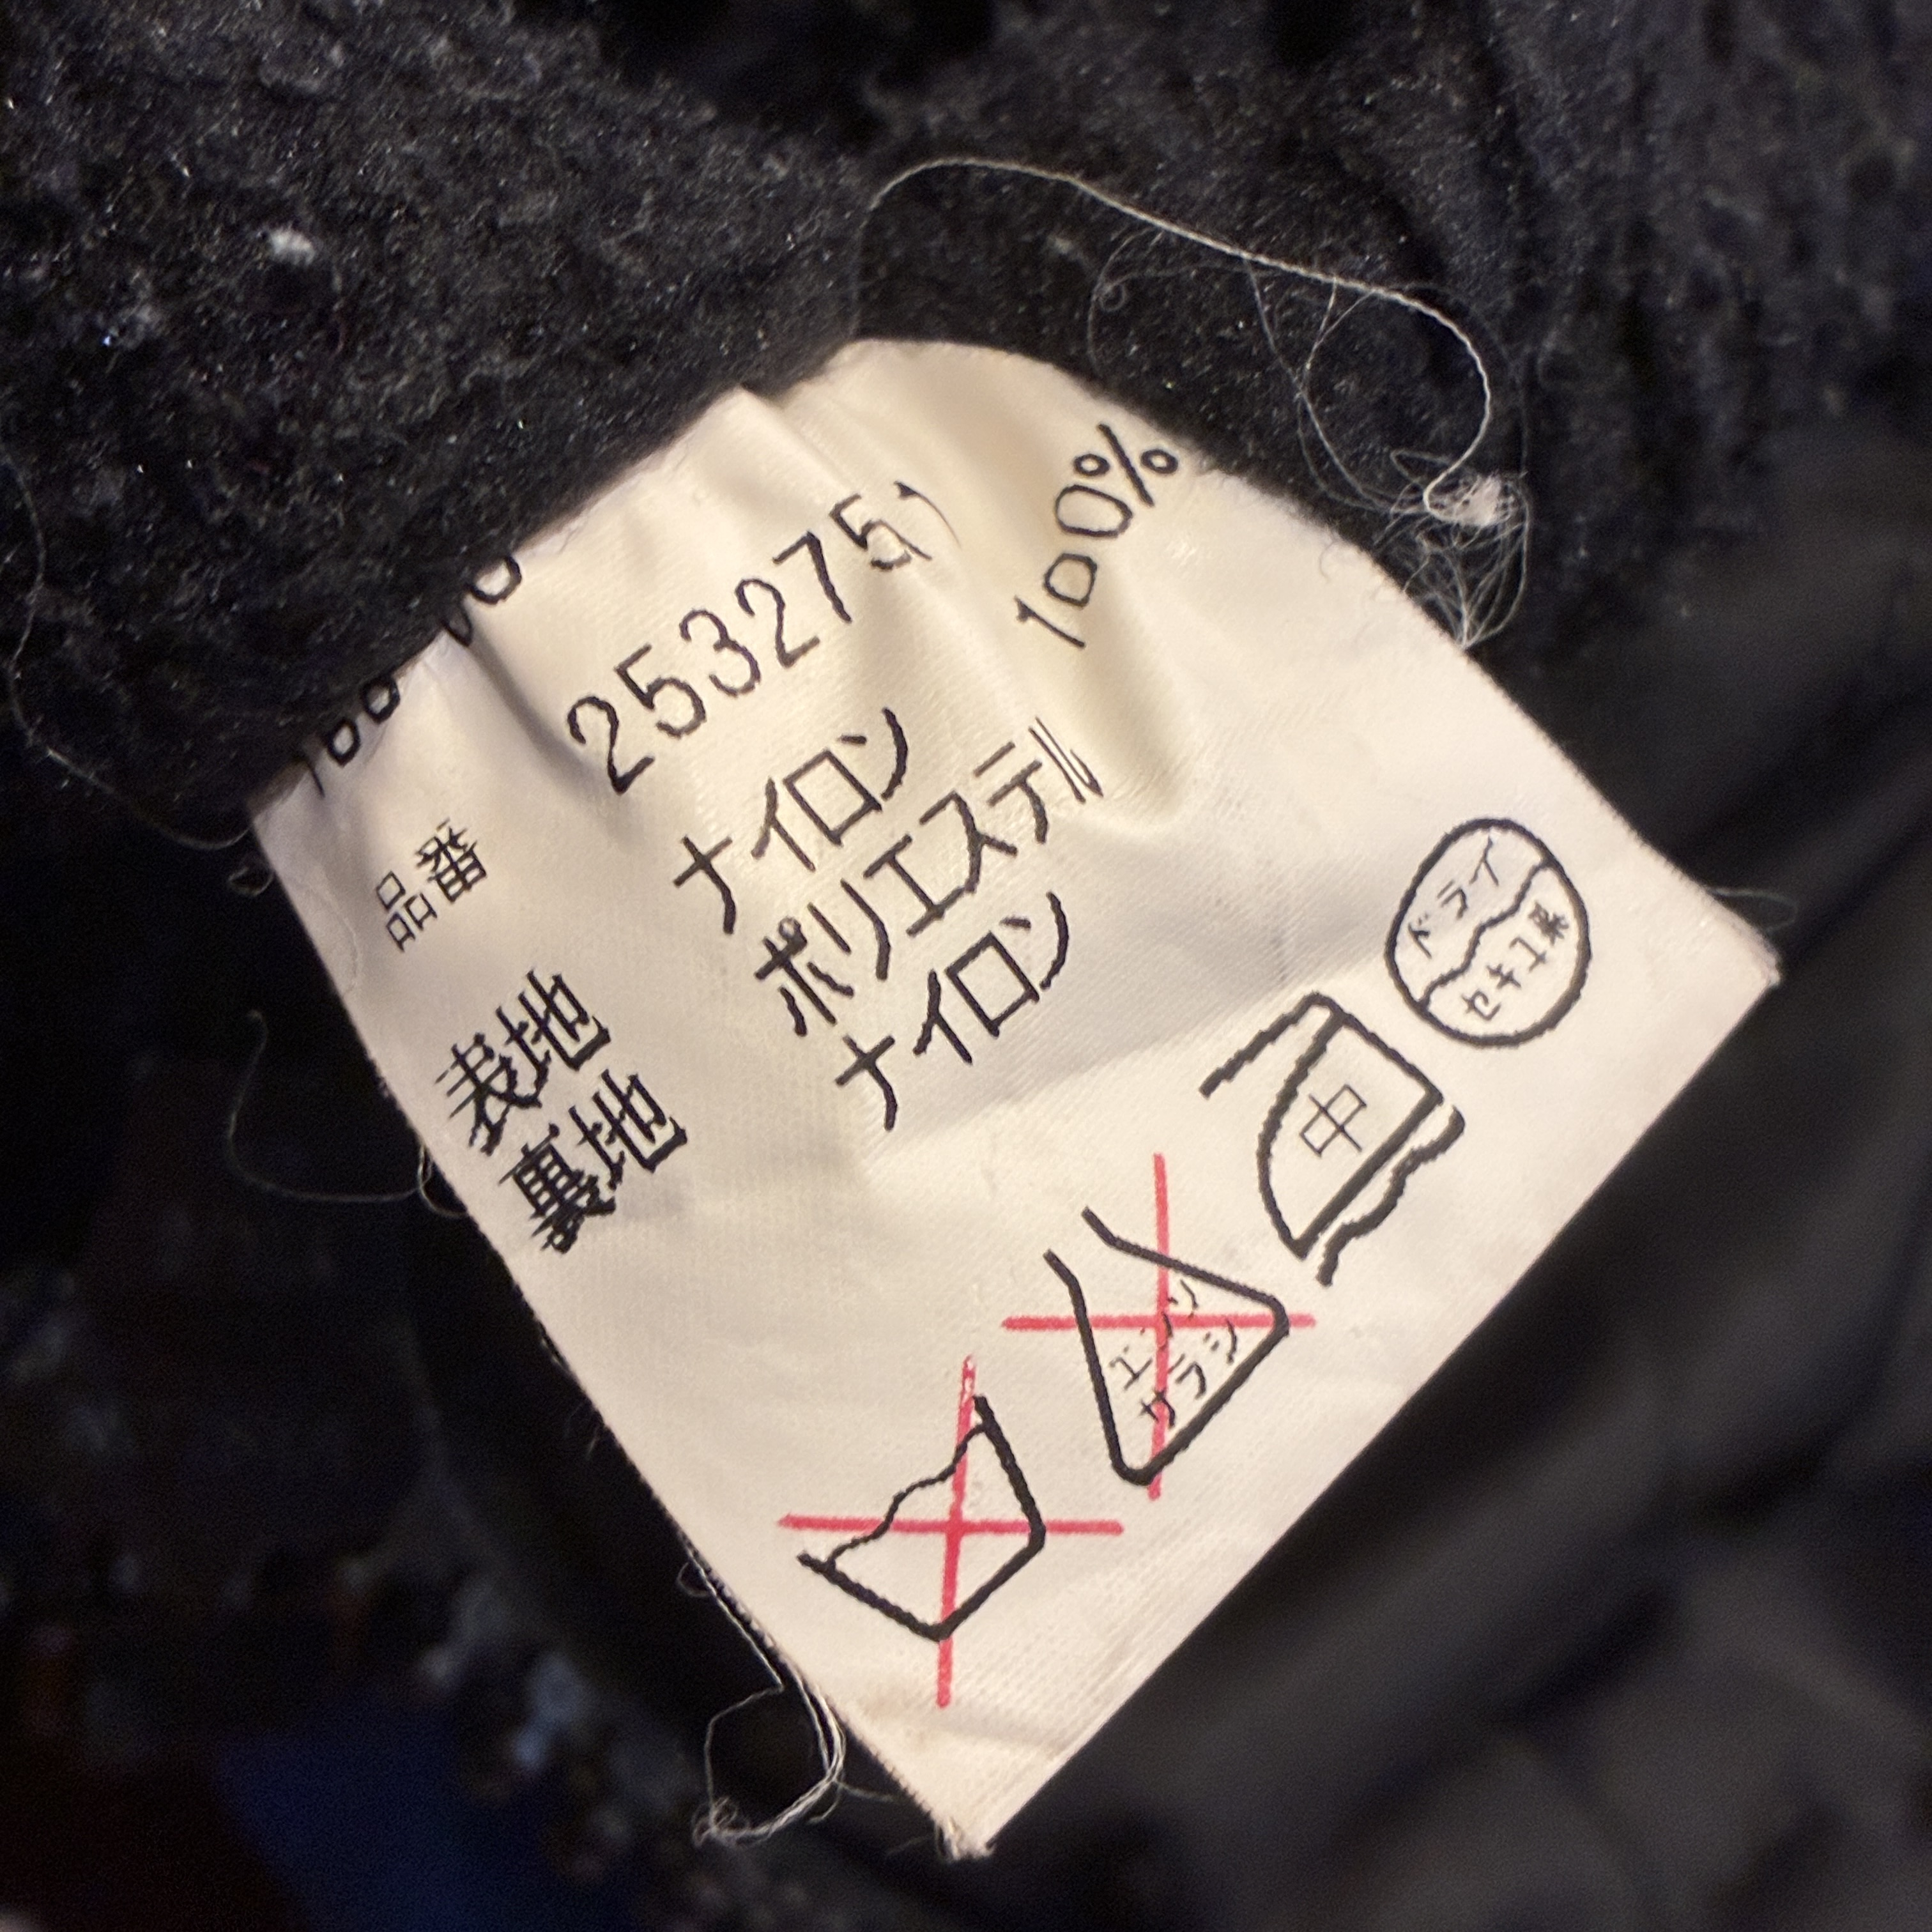 品番 2532751
表地 ナイロン 100%
ポリエステル
裏地 ナイロン
エンソ
サラシ
中
ドライ
セキユ系